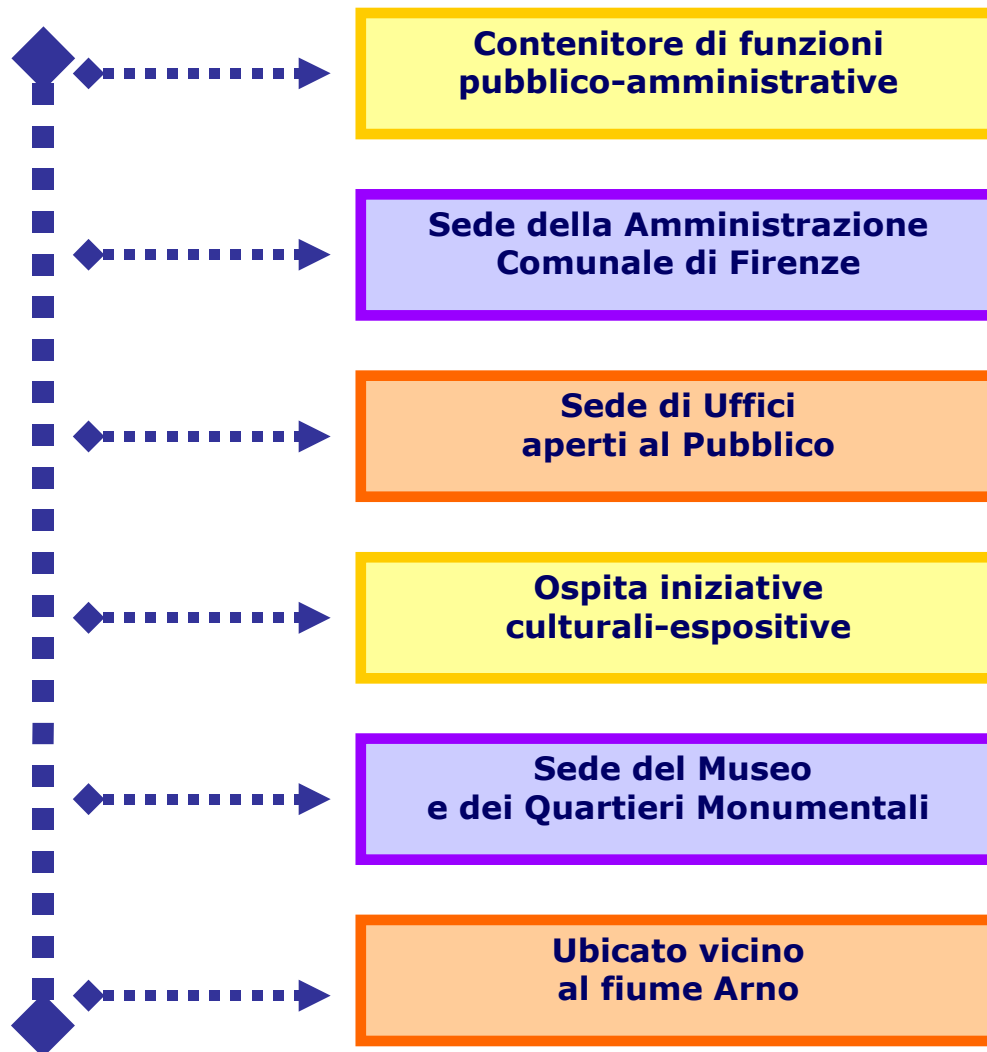 Contenitore di funzioni
pubblico-amministrative
Sede della Amministrazione
Comunale di Firenze
Sede di Uffici
aperti al Pubblico
Ospita iniziative
culturali-espositive
Sede del Museo
e dei Quartieri Monumentali
Ubicato vicino
al fiume Arno